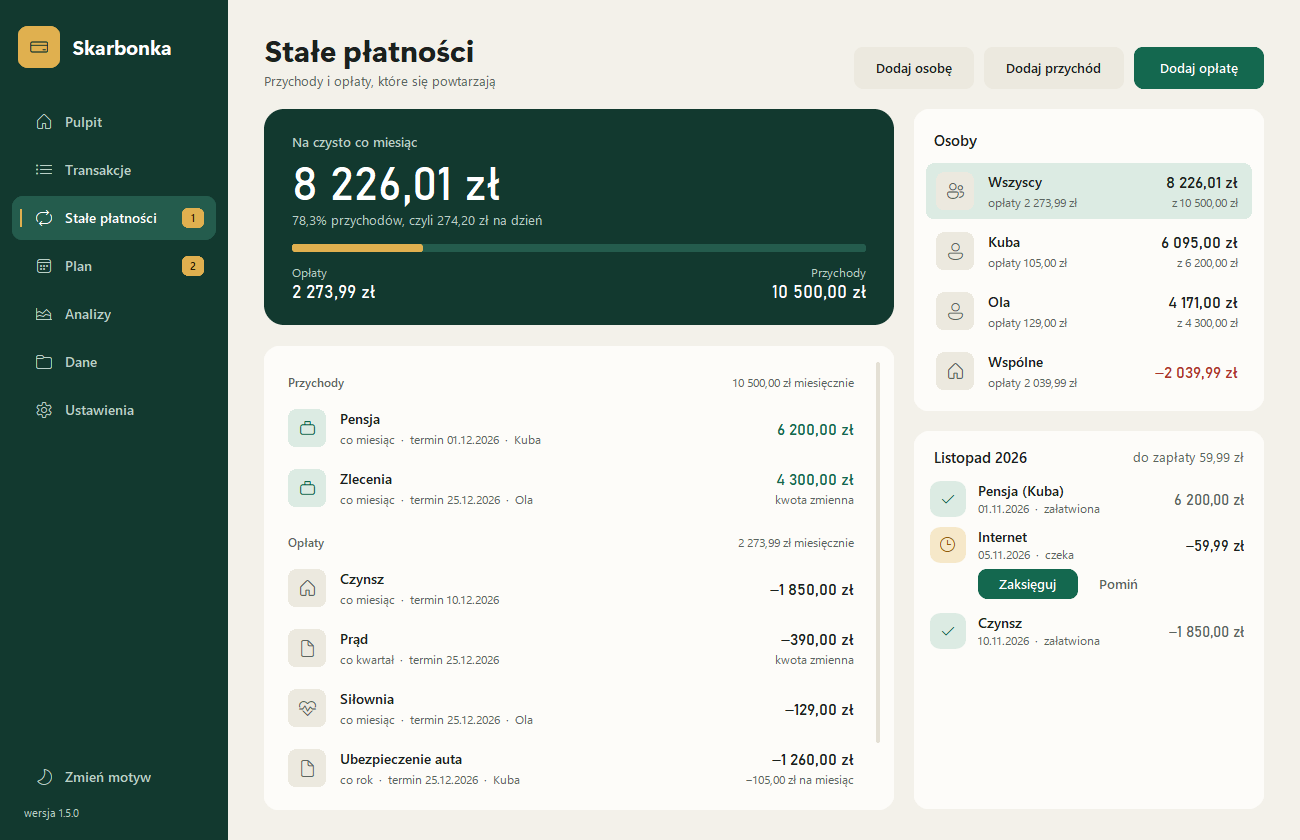 Skarbonka
Pulpit
Transakcje
Stałe płatności 1
Plan 2
Analizy
Dane
Ustawienia
Zmień motyw
wersja 1.5.0
Stałe płatności
Przychody i opłaty, które się powtarzają
Dodaj osobę
Dodaj przychód
Dodaj opłatę
Na czysto co miesiąc
8 226,01 zł
78,3% przychodów, czyli 274,20 zł na dzień
Opłaty Przychody
2 273,99 zł 10 500,00 zł
Przychody 10 500,00 zł miesięcznie
Pensja
co miesiąc · termin 01.12.2026 · Kuba
6 200,00 zł
Zlecenia 4 300,00 zł
co miesiąc · termin 25.12.2026 · Ola kwota zmienna
Opłaty 2 273,99 zł miesięcznie
Czynsz
co miesiąc · termin 10.12.2026
–1 850,00 zł
Prąd –390,00 zł
co kwartał · termin 25.12.2026 kwota zmienna
Siłownia
co miesiąc · termin 25.12.2026 · Ola
–129,00 zł
Ubezpieczenie auta –1 260,00 zł
co rok · termin 25.12.2026 · Kuba –105,00 zł na miesiąc
Osoby
Wszyscy 8 226,01 zł
opłaty 2 273,99 zł z 10 500,00 zł
Kuba 6 095,00 zł
opłaty 105,00 zł z 6 200,00 zł
Ola 4 171,00 zł
opłaty 129,00 zł z 4 300,00 zł
Wspólne
opłaty 2 039,99 zł
–2 039,99 zł
Listopad 2026 do zapłaty 59,99 zł
Pensja (Kuba)
01.11.2026 · załatwiona
6 200,00 zł
Internet
05.11.2026 · czeka
–59,99 zł
Zaksięguj Pomiń
Czynsz
10.11.2026 · załatwiona
–1 850,00 zł